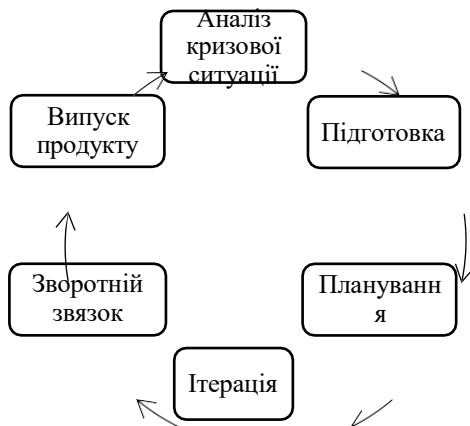 Аналіз
кризової
ситуації
Підготовка
Плануванн
я
Ітерація
Зворотній
звязок
Випуск
продукту